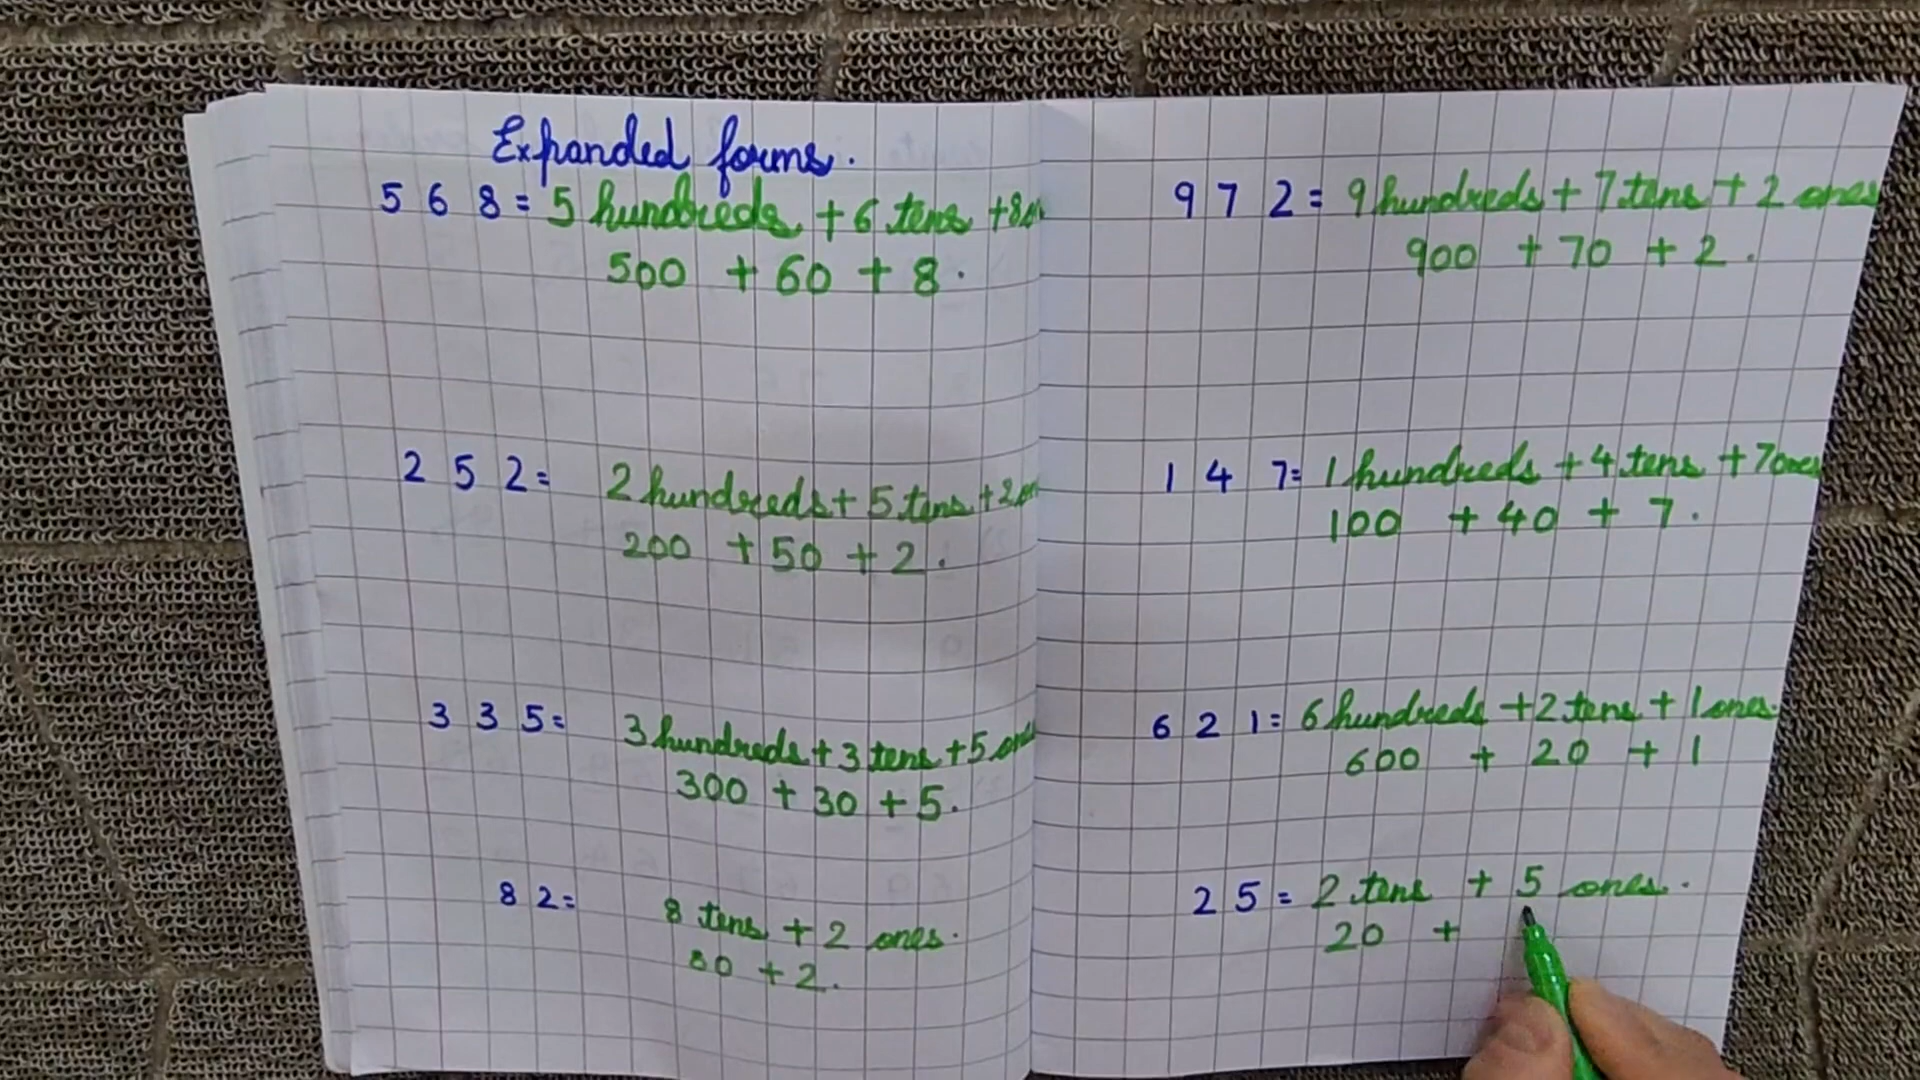 Expanded forms.
5 6 8 = 5 hundreds + 6 tens + 8 on
500 + 60 + 8.
2 5 2 = 2 hundreds + 5 tens + 2 on
200 + 50 + 2.
3 3 5 = 3 hundreds + 3 tens + 5 ones
300 + 30 + 5.
8 2 = 8 tens + 2 ones.
80 + 2.
9 7 2 = 9 hundreds + 7 tens + 2 ones
900 + 70 + 2.
1 4 7 = 1 hundreds + 4 tens + 7 ones
100 + 40 + 7.
6 2 1 = 6 hundreds + 2 tens + 1 ones.
600 + 20 + 1
2 5 = 2 tens + 5 ones.
20 +